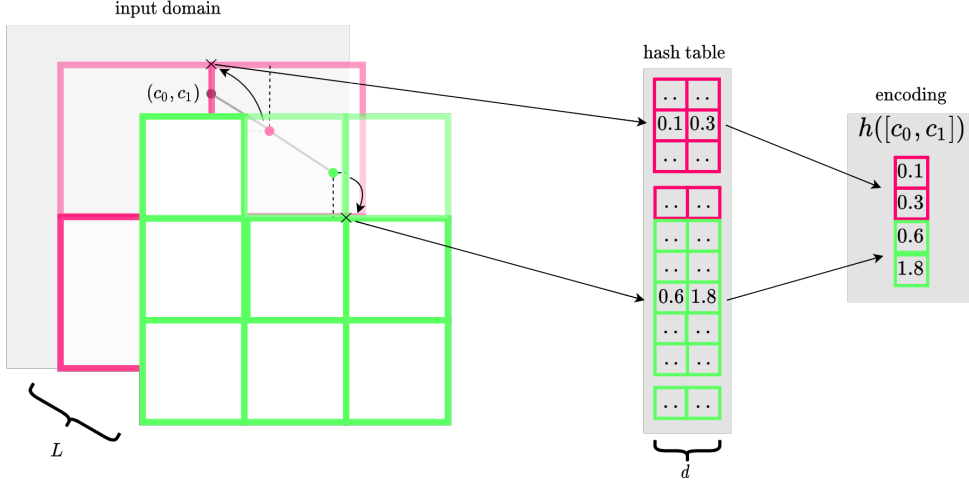 input domain
(c₀, c₁)
L
hash table
.. ..
0.1 0.3
.. ..
.. ..
.. ..
.. ..
0.6 1.8
.. ..
.. ..
.. ..
d
encoding
h([c₀, c₁])
0.1
0.3
0.6
1.8